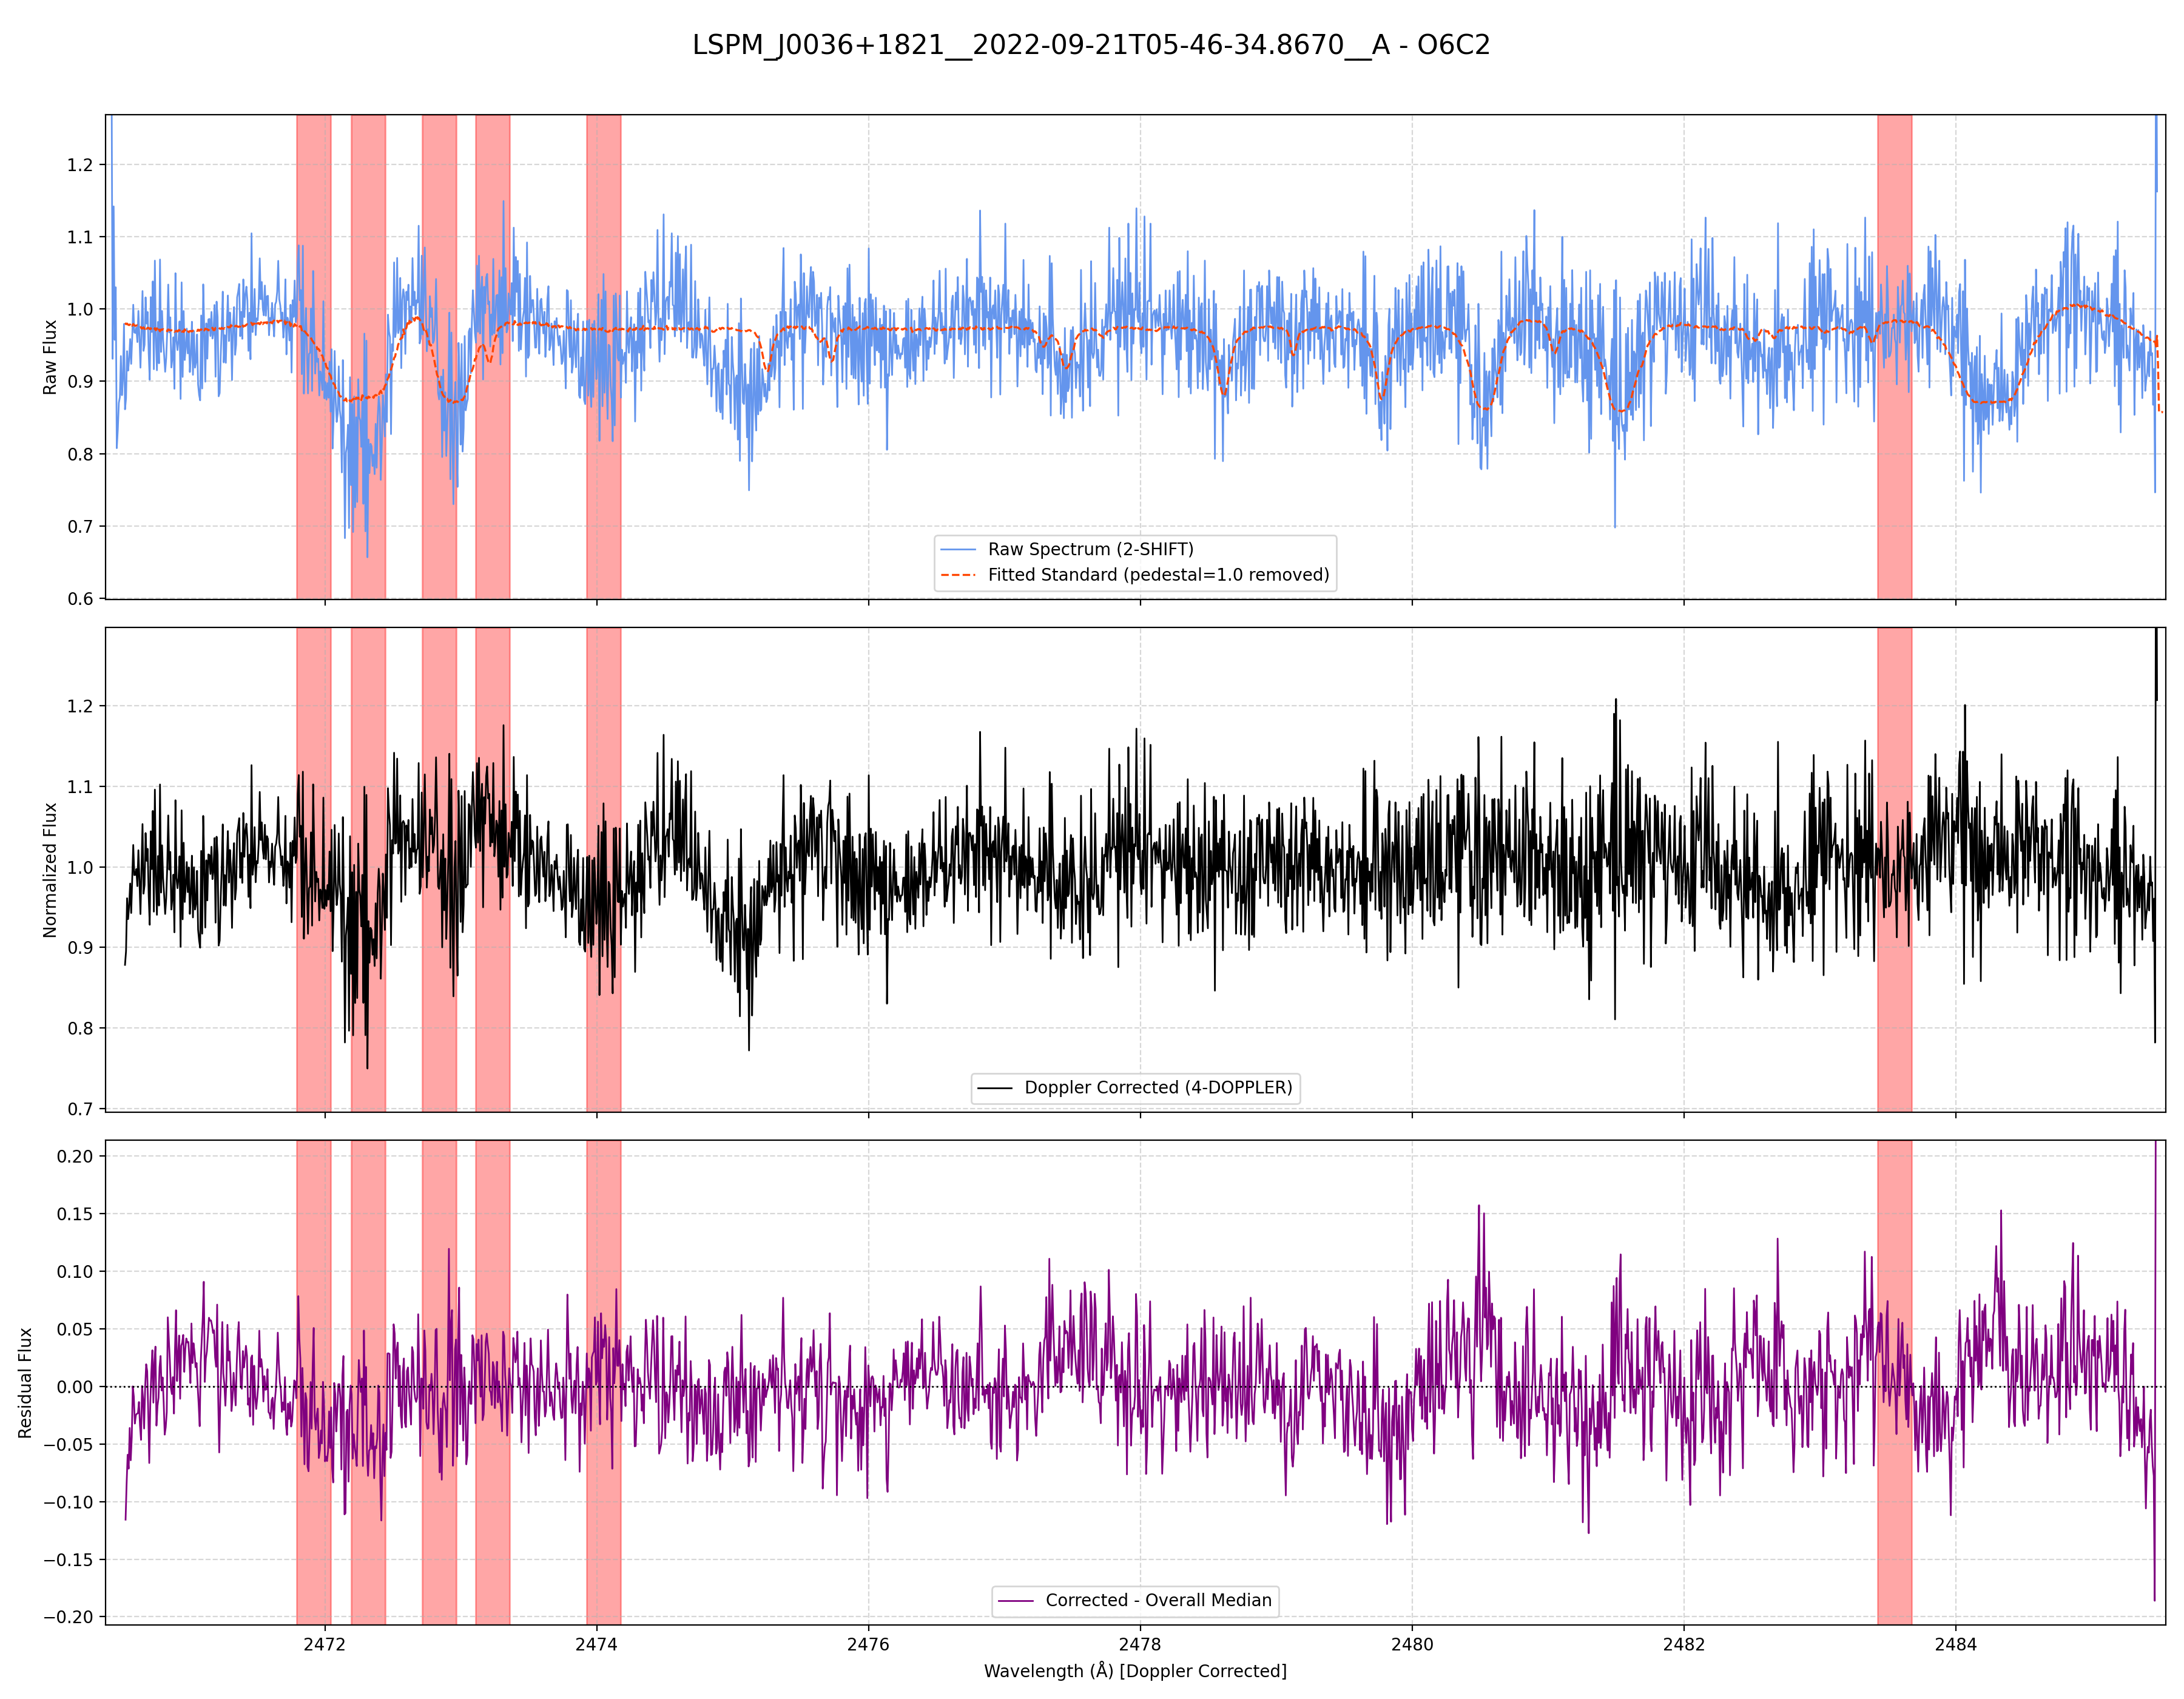 LSPM_J0036+1821__2022-09-21T05-46-34.8670__A - O6C2
Raw Flux
1.2
1.1
1.0
0.9
0.8
0.7
0.6
Raw Spectrum (2-SHIFT)
Fitted Standard (pedestal=1.0 removed)
Normalized Flux
1.2
1.1
1.0
0.9
0.8
0.7
Doppler Corrected (4-DOPPLER)
Residual Flux
0.20
0.15
0.10
0.05
0.00
−0.05
−0.10
−0.15
−0.20
Corrected - Overall Median
2472 2474 2476 2478 2480 2482 2484
Wavelength (Å) [Doppler Corrected]